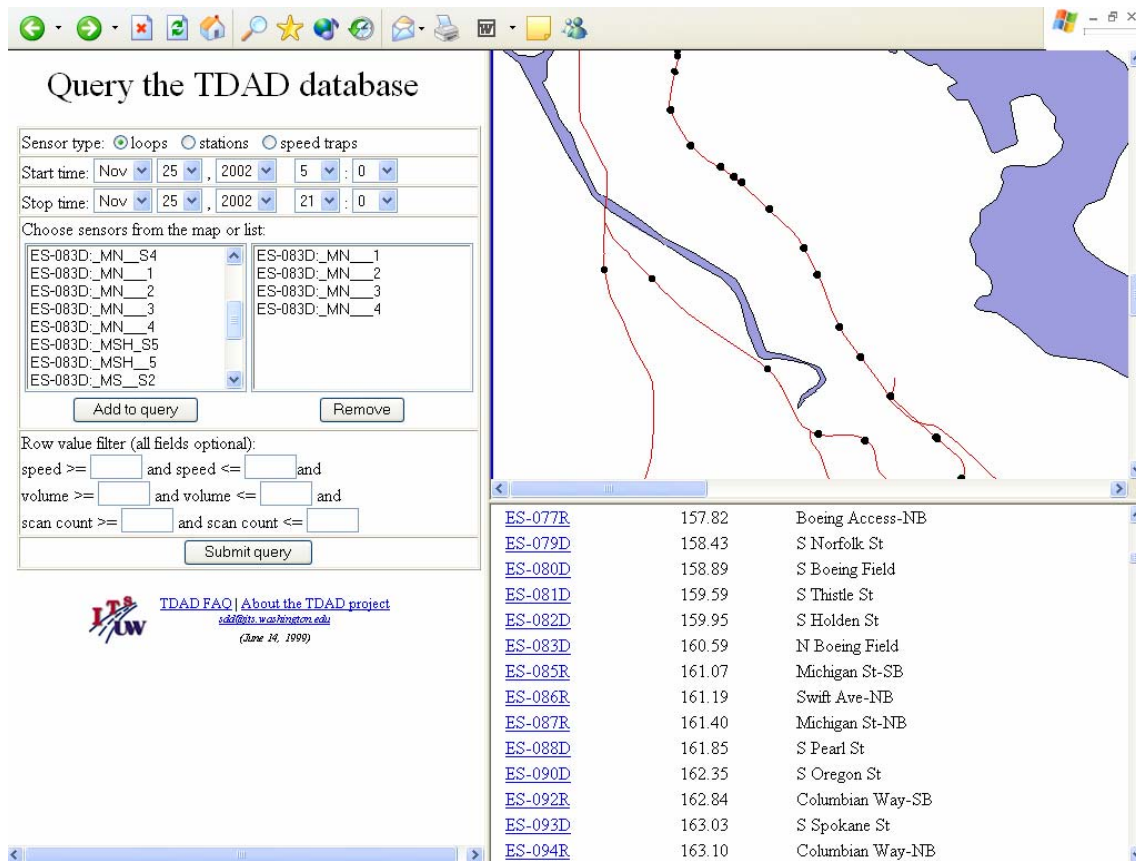 Query the TDAD database
Sensor type: loops stations speed traps
Start time: Nov 25 , 2002 5 : 0
Stop time: Nov 25 , 2002 21 : 0
Choose sensors from the map or list:
ES-083D:_MN__S4
ES-083D:_MN___1
ES-083D:_MN___2
ES-083D:_MN___3
ES-083D:_MN___4
ES-083D:_MSH_S5
ES-083D:_MSH__5
ES-083D:_MS__S2
ES-083D:_MN___1
ES-083D:_MN___2
ES-083D:_MN___3
ES-083D:_MN___4
Add to query Remove
Row value filter (all fields optional):
speed >= and speed <= and
volume >= and volume <= and
scan count >= and scan count <=
Submit query
ITS UW
TDAD FAQ | About the TDAD project
sdd@its.washington.edu
(June 14, 1999)
ES-077R 157.82 Boeing Access-NB
ES-079D 158.43 S Norfolk St
ES-080D 158.89 S Boeing Field
ES-081D 159.59 S Thistle St
ES-082D 159.95 S Holden St
ES-083D 160.59 N Boeing Field
ES-085R 161.07 Michigan St-SB
ES-086R 161.19 Swift Ave-NB
ES-087R 161.40 Michigan St-NB
ES-088D 161.85 S Pearl St
ES-090D 162.35 S Oregon St
ES-092R 162.84 Columbian Way-SB
ES-093D 163.03 S Spokane St
ES-094R 163.10 Columbian Way-NB